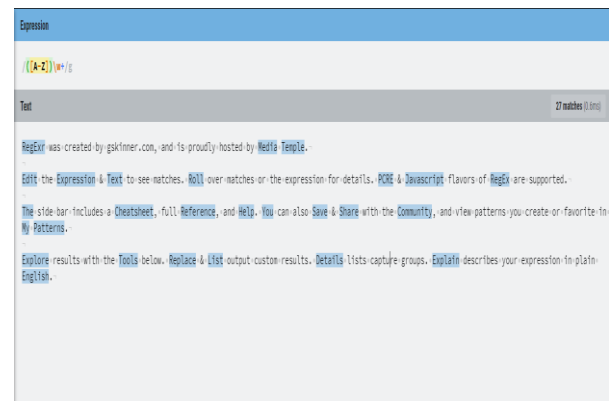 Expression
/([A-Z])\w+/g
Text
27 matches (0.6ms)
RegExr was created by gskinner.com, and is proudly hosted by Media Temple.
Edit the Expression & Text to see matches. Roll over matches or the expression for details. PCRE & Javascript flavors of RegEx are supported.
The side bar includes a Cheatsheet, full Reference, and Help. You can also Save & Share with the Community, and view patterns you create or favorite in
My Patterns.
Explore results with the Tools below. Replace & List output custom results. Details lists capture groups. Explain describes your expression in plain
English.